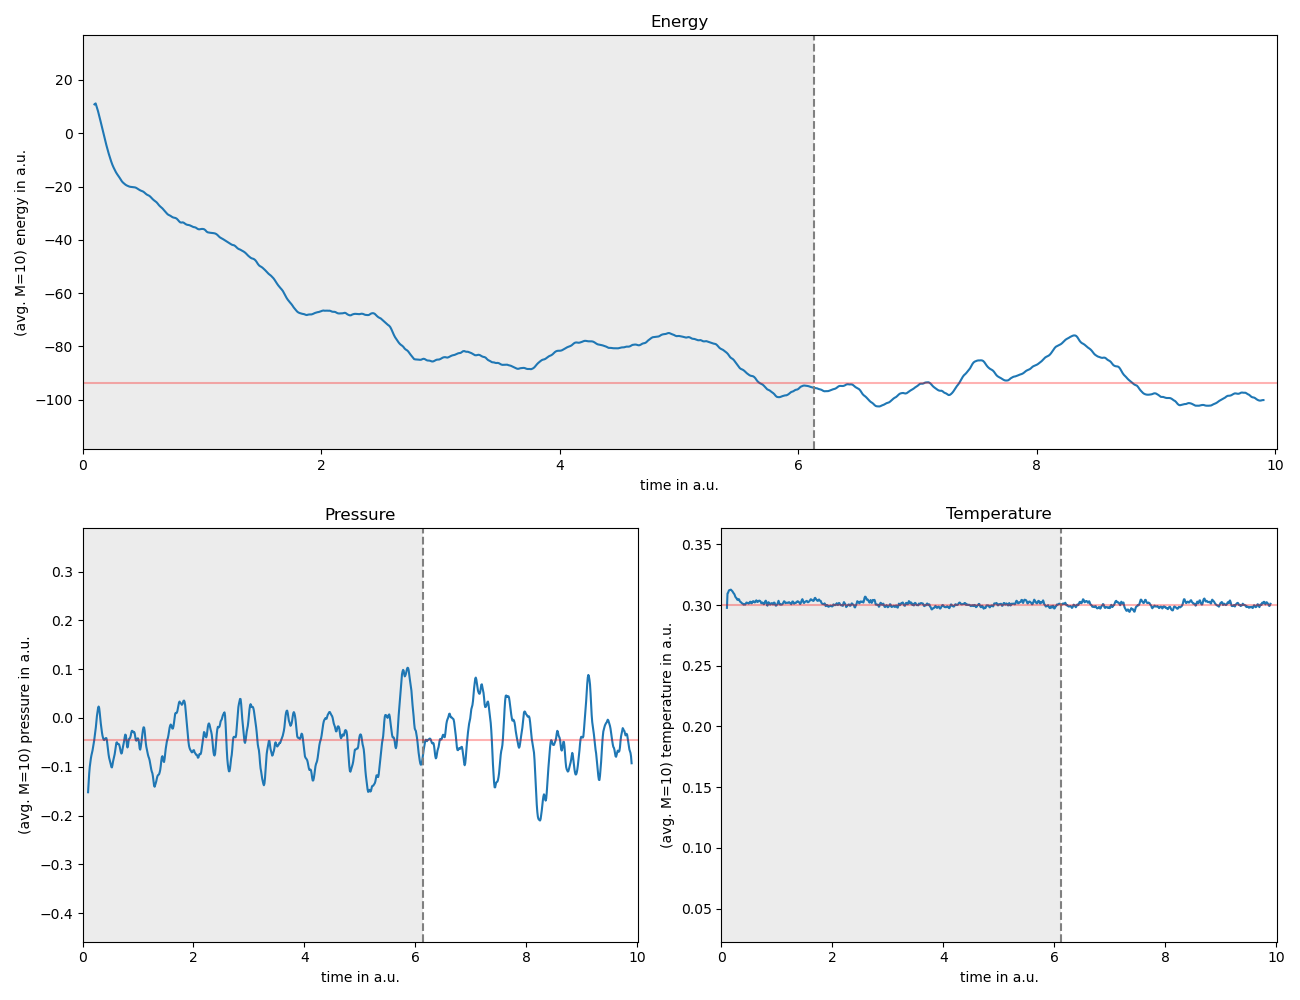 Energy
(avg. M=10) energy in a.u.
20
0
−20
−40
−60
−80
−100
0 2 4 6 8 10
time in a.u.
Pressure
(avg. M=10) pressure in a.u.
0.3
0.2
0.1
0.0
−0.1
−0.2
−0.3
−0.4
0 2 4 6 8 10
time in a.u.
Temperature
(avg. M=10) temperature in a.u.
0.35
0.30
0.25
0.20
0.15
0.10
0.05
0 2 4 6 8 10
time in a.u.